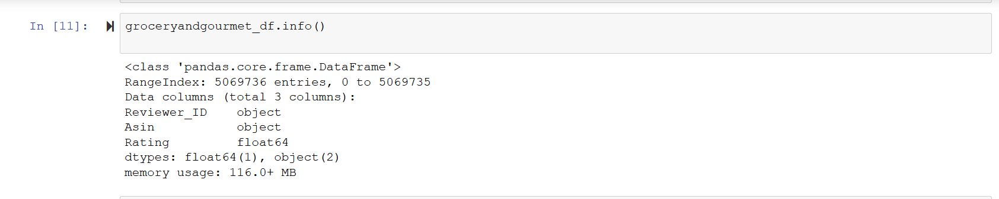 In [11]: groceryandgourmet_df.info()
<class 'pandas.core.frame.DataFrame'>
RangeIndex: 5069736 entries, 0 to 5069735
Data columns (total 3 columns):
Reviewer_ID    object
Asin           object
Rating         float64
dtypes: float64(1), object(2)
memory usage: 116.0+ MB